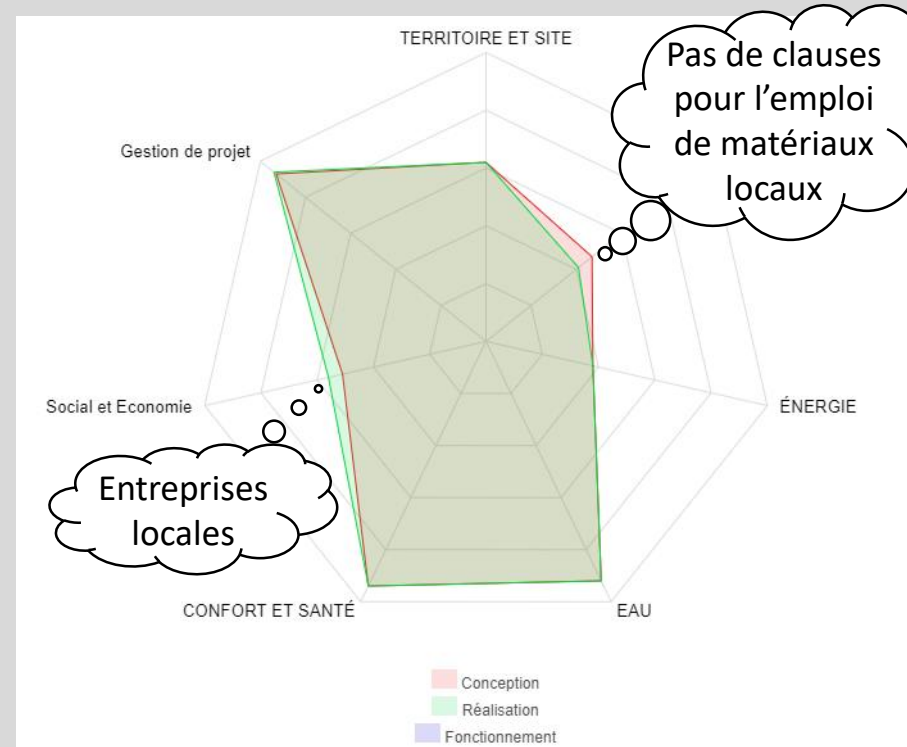 TERRITOIRE ET SITE
Pas de clauses
pour l’emploi
de matériaux
locaux
Gestion de projet
ÉNERGIE
Social et Economie
Entreprises
locales
CONFORT ET SANTÉ
EAU
Conception
Réalisation
Fonctionnement